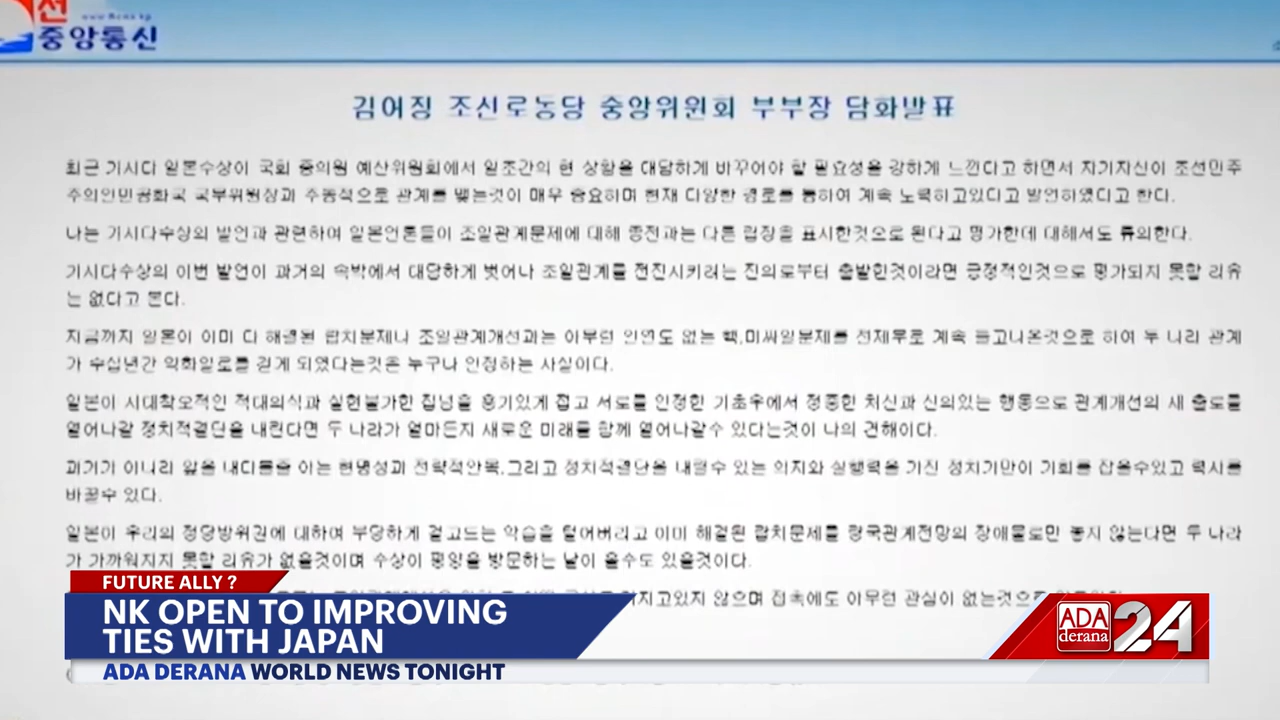 선
www.kcna.kp
중앙통신
김여정 조선로동당 중앙위원회 부부장 담화발표
최근 기시다 일본수상이 국회 중의원 예산위원회에서 일조간의 현 상황을 대담하게 바꾸어야 할 필요성을 강하게 느낀다고 하면서 자기자신이 조선민주
주의인민공화국 국무위원장과 주동적으로 관계를 맺는것이 매우 중요하며 현재 다양한 경로를 통하여 계속 노력하고있다고 발언하였다고 한다.
나는 기시다수상의 발언과 관련하여 일본언론들이 조일관계문제에 대해 종전과는 다른 립장을 표시한것으로 된다고 평가한데 대해서도 류의한다.
기시다수상의 이번 발언이 과거의 속박에서 대담하게 벗어나 조일관계를 전진시키려는 진의로부터 출발한것이라면 긍정적인것으로 평가되지 못할 리유
는 없다고 본다.
지금까지 일본이 이미 다 해결된 랍치문제나 조일관계개선과는 아무런 인연도 없는 핵,미싸일문제를 전제부로 계속 들고나온것으로 하여 두 나라 관계
가 수십년간 악화일로를 걷게 되였다는것은 누구나 인정하는 사실이다.
일본이 시대착오적인 적대의식과 실현불가한 집념을 용기있게 접고 서로를 인정한 기초우에서 정중한 처신과 신의있는 행동으로 관계개선의 새 출로를
열어나갈 정치적결단을 내린다면 두 나라가 얼마든지 새로운 미래를 함께 열어나갈수 있다는것이 나의 견해이다.
과거가 아니라 앞을 내다볼줄 아는 현명성과 전략적안목,그리고 정치적결단을 내릴수 있는 의지와 실행력을 가진 정치가만이 기회를 잡을수있고 력사를
바꿀수 있다.
일본이 우리의 정당방위권에 대하여 부당하게 걸고드는 악습을 털어버리고 이미 해결된 랍치문제를 량국관계전망의 장애물로만 놓지 않는다면 두 나라
가 가까워지지 못할 리유가 없을것이며 수상이 평양을 방문하는 날이 올수도 있을것이다.
가지고있지 않으며 접촉에도 아무런 관심이 없는것으로
FUTURE ALLY ?
NK OPEN TO IMPROVING
TIES WITH JAPAN
ADA DERANA WORLD NEWS TONIGHT
ADA
derana
24